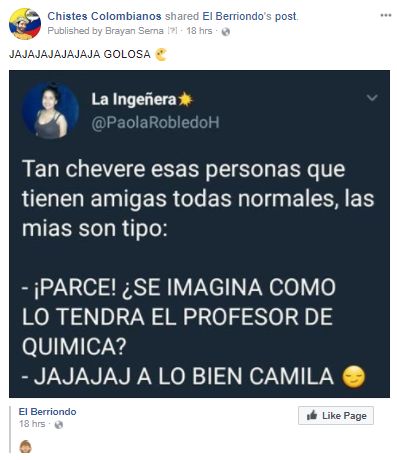 Chistes Colombianos shared El Berriondo's post.
Published by Brayan Serna [?] · 18 hrs ·
JAJAJAJAJAJAJA GOLOSA
La Ingeñera
@PaolaRobledoH
Tan chevere esas personas que
tienen amigas todas normales, las
mias son tipo:
- ¡PARCE! ¿SE IMAGINA COMO
LO TENDRA EL PROFESOR DE
QUIMICA?
- JAJAJAJ A LO BIEN CAMILA 😏
El Berriondo
18 hrs ·
Like Page